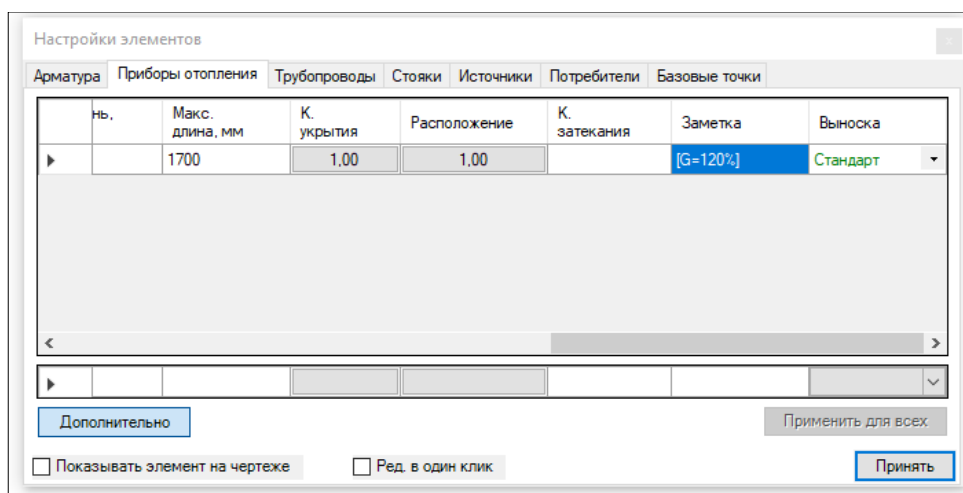 Настройки элементов
x
Арматура Приборы отопления Трубопроводы Стояки Источники Потребители Базовые точки
нь, Макс. длина, мм К. укрытия Расположение К. затекания Заметка Выноска
1700 1,00 1,00 [G=120%] Стандарт
Дополнительно Применить для всех
Показывать элемент на чертеже Ред. в один клик Принять